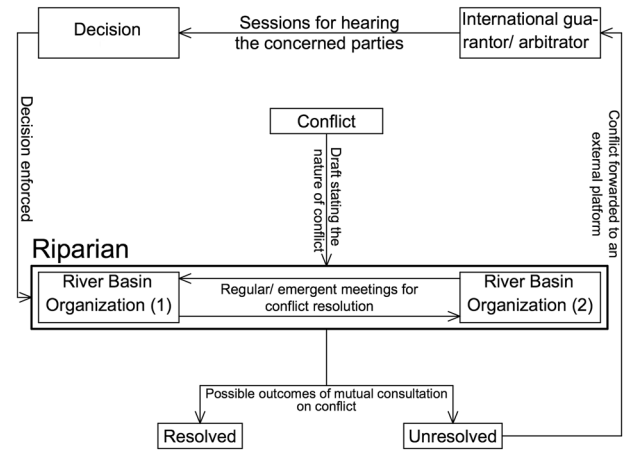 Decision
Sessions for hearing
the concerned parties
International gua-
rantor/ arbitrator
Conflict
Decision enforced
Draft stating the
nature of conflict
Conflict forwarded to an
external platform
Riparian
River Basin
Organization (1)
Regular/ emergent meetings for
conflict resolution
River Basin
Organization (2)
Possible outcomes of mutual consultation
on conflict
Resolved
Unresolved